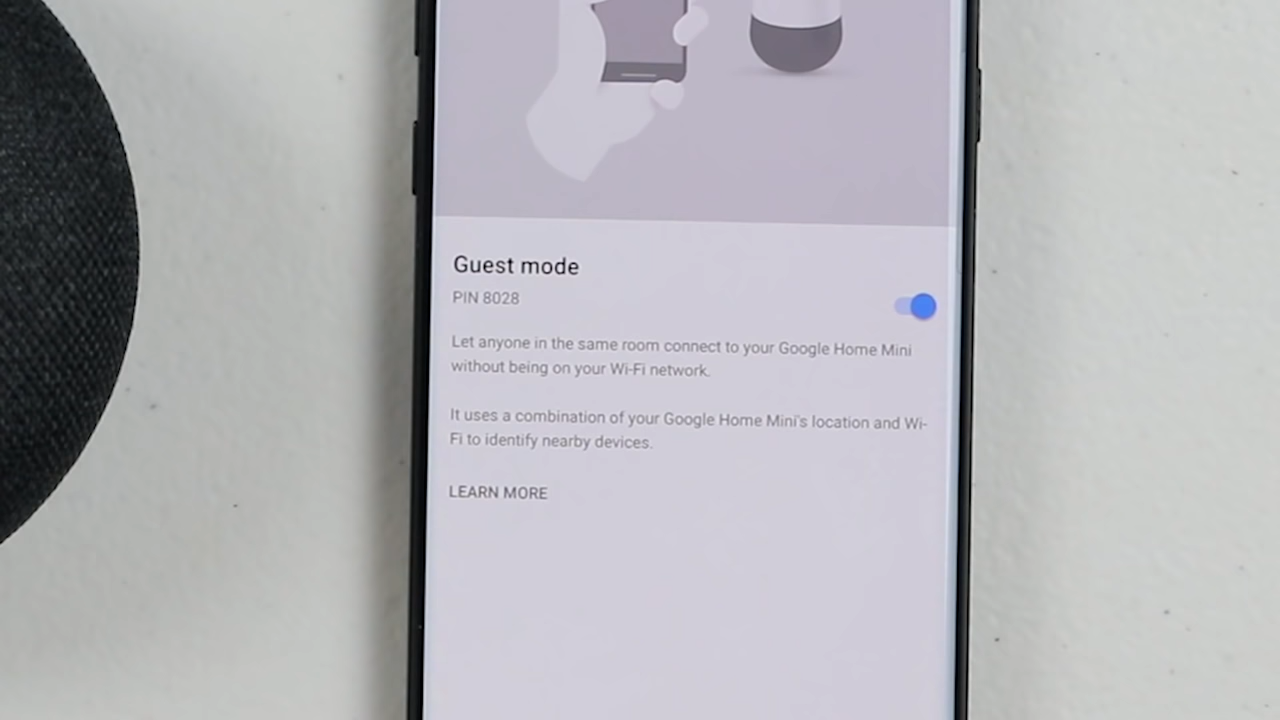 Guest mode
PIN 8028
Let anyone in the same room connect to your Google Home Mini
without being on your Wi-Fi network.
It uses a combination of your Google Home Mini's location and Wi-
Fi to identify nearby devices.
LEARN MORE